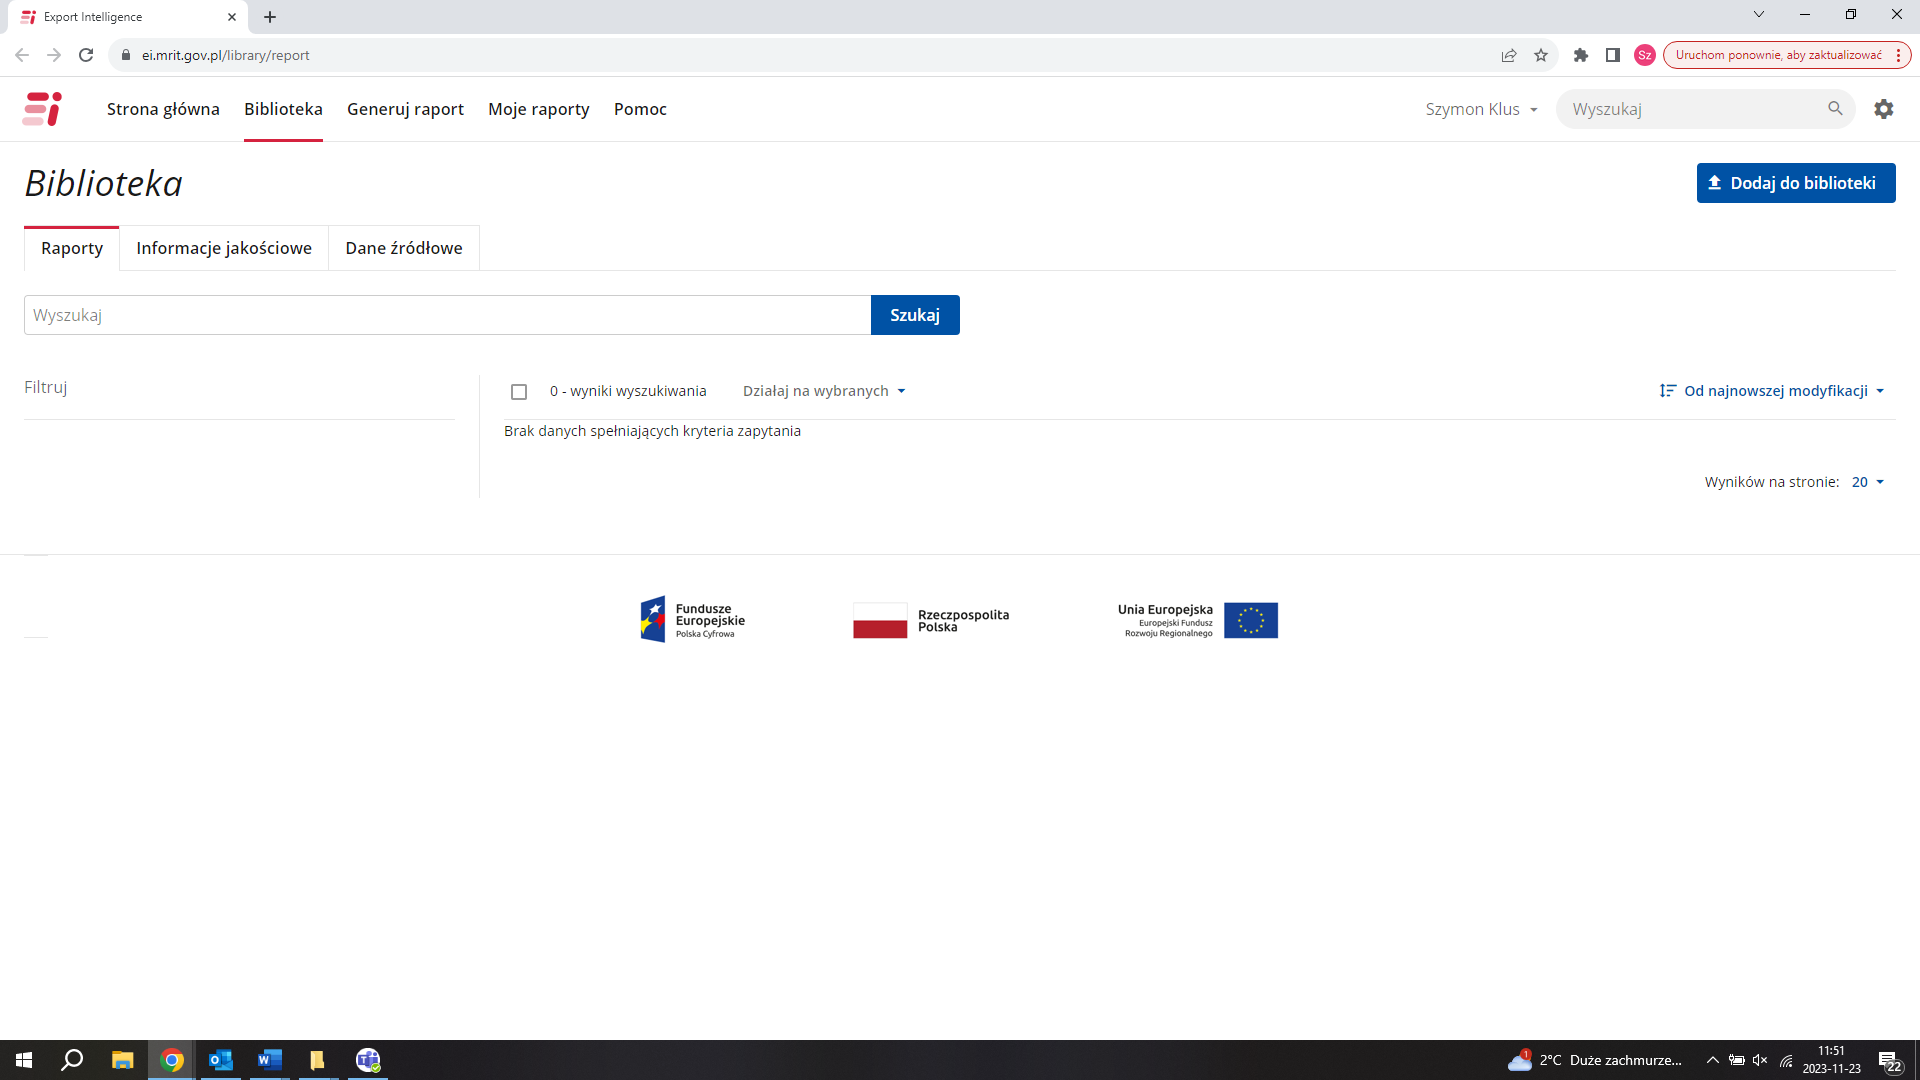 Export Intelligence
ei.mrit.gov.pl/library/report
Sz
Uruchom ponownie, aby zaktualizować
Strona główna
Biblioteka
Generuj raport
Moje raporty
Pomoc
Szymon Klus
Wyszukaj
Biblioteka
Dodaj do biblioteki
Raporty
Informacje jakościowe
Dane źródłowe
Wyszukaj
Szukaj
Filtruj
0 - wyniki wyszukiwania
Działaj na wybranych
Od najnowszej modyfikacji
Brak danych spełniających kryteria zapytania
Wyników na stronie: 20
Fundusze
Europejskie
Polska Cyfrowa
Rzeczpospolita
Polska
Unia Europejska
Europejski Fundusz
Rozwoju Regionalnego
1
2°C Duże zachmurze...
11:51
2023-11-23
22